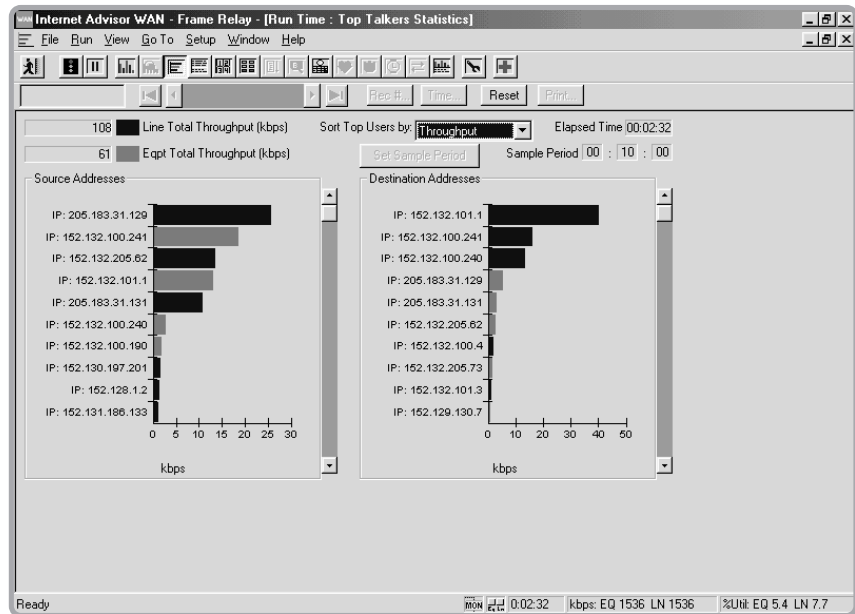 Internet Advisor WAN - Frame Relay - [Run Time : Top Talkers Statistics]
File Run View Go To Setup Window Help
Rec #... Time... Reset Print...
108 Line Total Throughput (kbps) Sort Top Users by: Throughput Elapsed Time 00:02:32
61 Eqpt Total Throughput (kbps) Set Sample Period Sample Period 00 : 10 : 00
Source Addresses
IP: 205.183.31.129
IP: 152.132.100.241
IP: 152.132.205.62
IP: 152.132.101.1
IP: 205.183.31.131
IP: 152.132.100.240
IP: 152.132.100.190
IP: 152.130.197.201
IP: 152.128.1.2
IP: 152.131.186.133
0 5 10 15 20 25 30
kbps
Destination Addresses
IP: 152.132.101.1
IP: 152.132.100.241
IP: 152.132.100.240
IP: 205.183.31.129
IP: 205.183.31.131
IP: 152.132.205.62
IP: 152.132.100.4
IP: 152.132.205.73
IP: 152.132.101.3
IP: 152.129.130.7
0 10 20 30 40 50
kbps
Ready MON 0:02:32 kbps: EQ 1536 LN 1536 %Util: EQ 5.4 LN 7.7